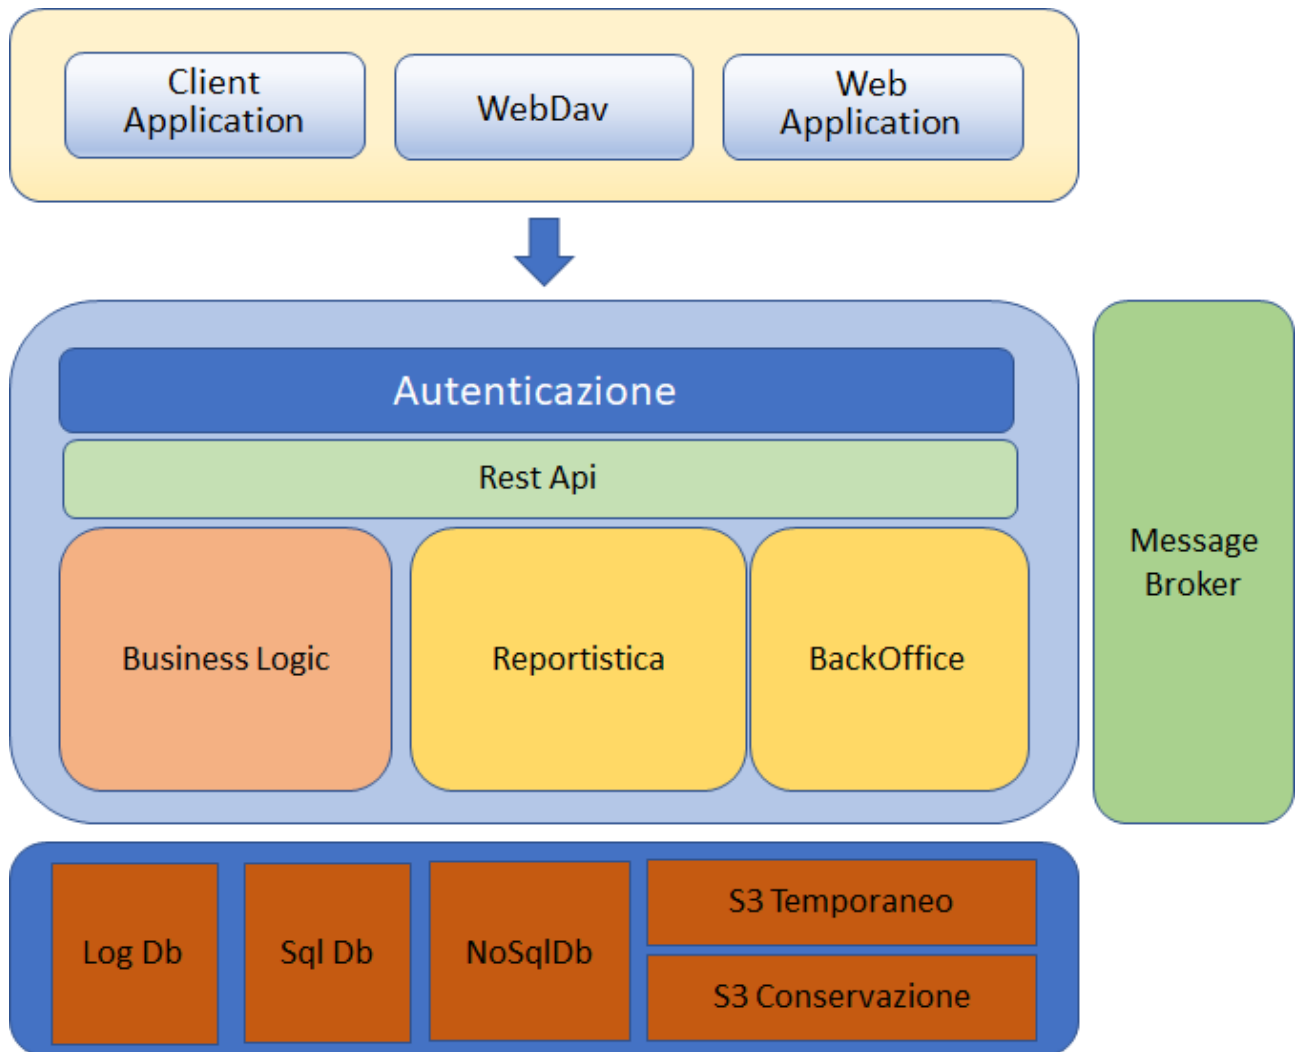 Client
Application
WebDav
Web
Application
Autenticazione
Rest Api
Business Logic
Reportistica
BackOffice
Message
Broker
Log Db
Sql Db
NoSqlDb
S3 Temporaneo
S3 Conservazione